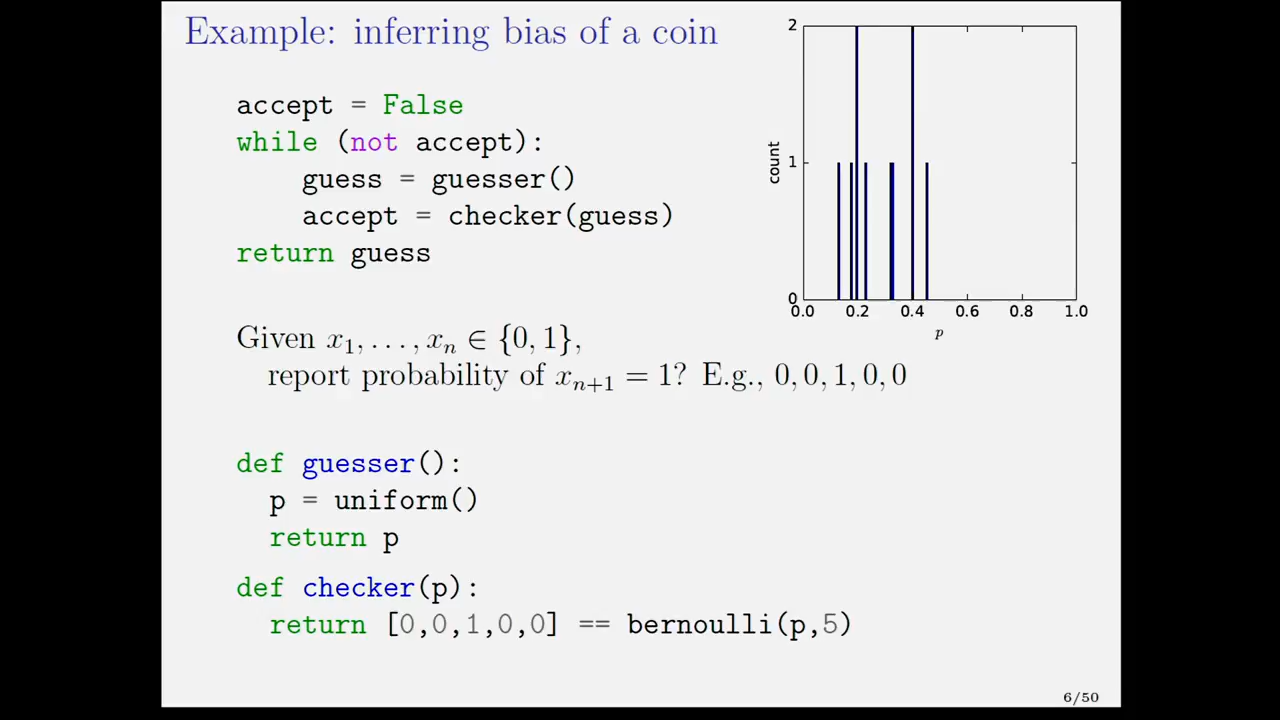 Example: inferring bias of a coin
accept = False
while (not accept):
guess = guesser()
accept = checker(guess)
return guess
2
1
0
count
0.0 0.2 0.4 0.6 0.8 1.0
p
Given x₁, . . . , xₙ ∈ {0, 1},
report probability of xₙ₊₁ = 1? E.g., 0, 0, 1, 0, 0
def guesser():
p = uniform()
return p
def checker(p):
return [0,0,1,0,0] == bernoulli(p,5)
6/50